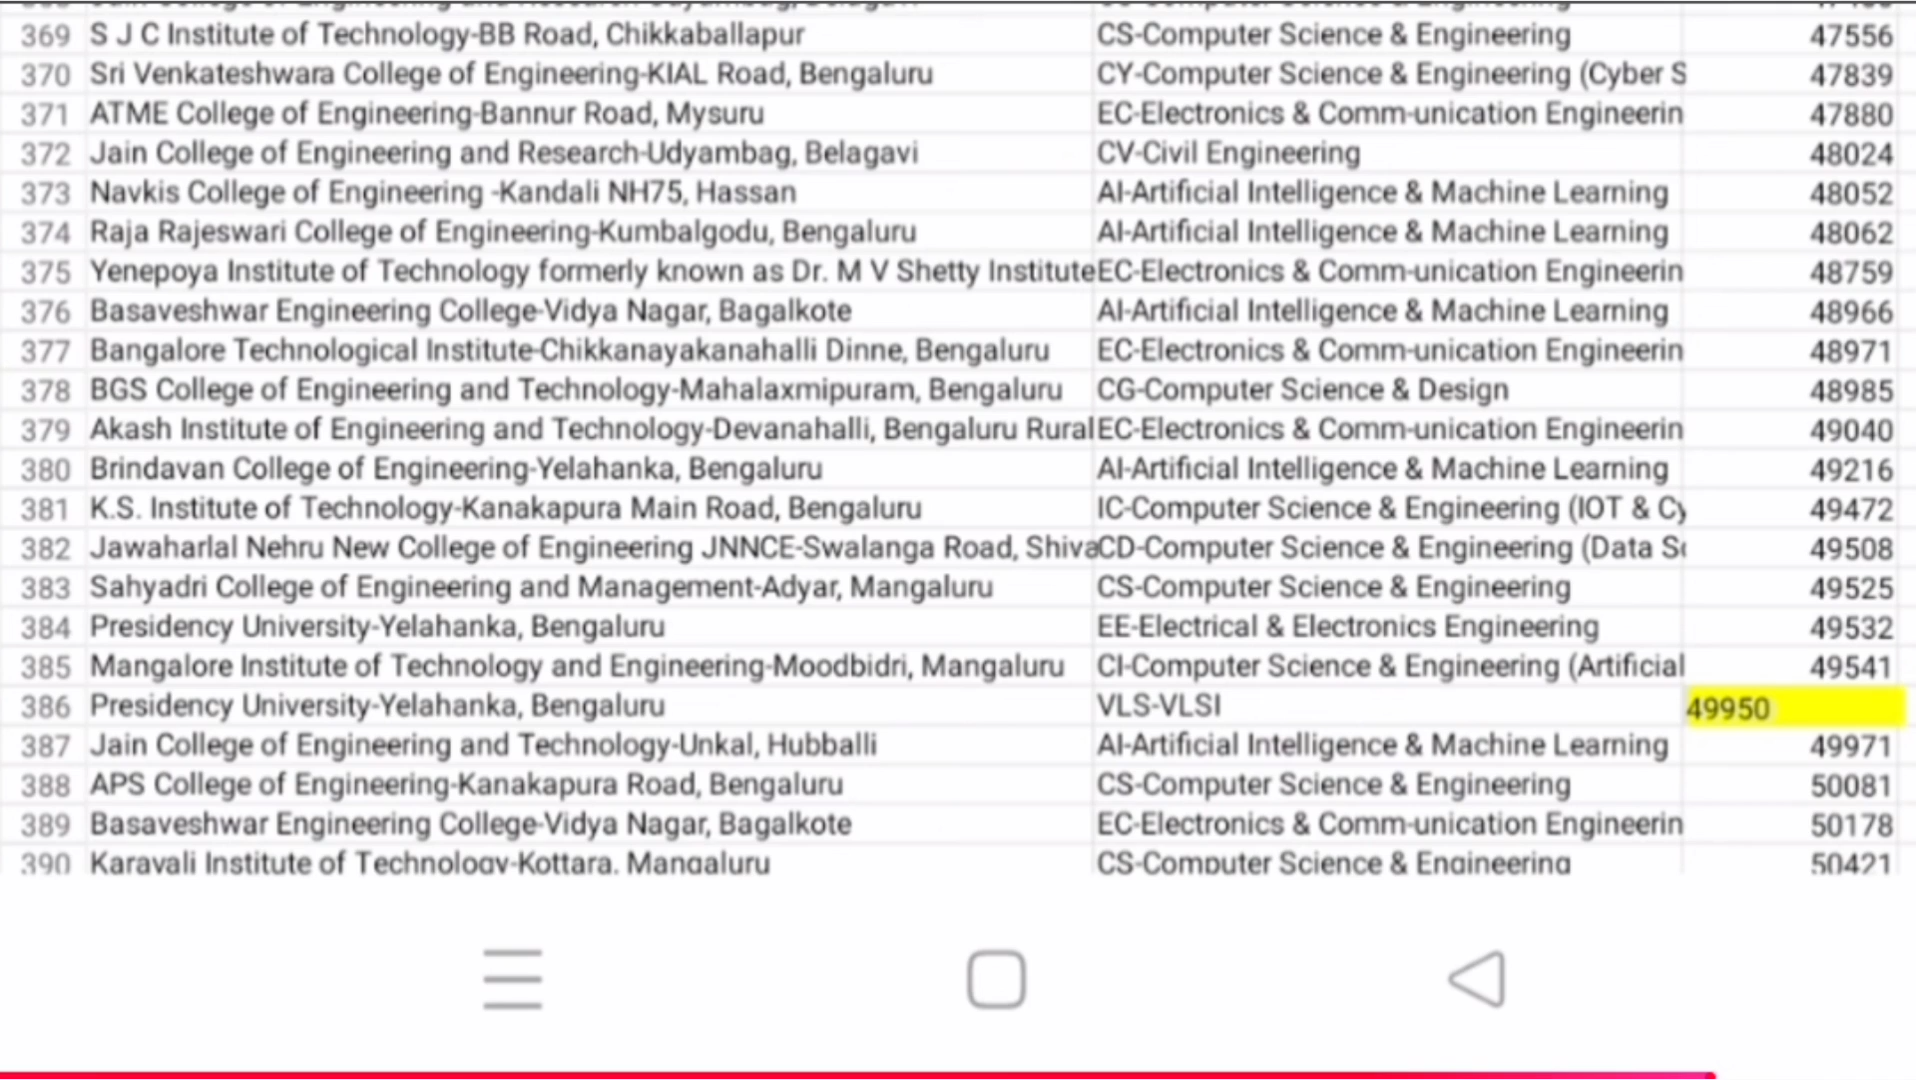 369 S J C Institute of Technology-BB Road, Chikkaballapur CS-Computer Science & Engineering 47556
370 Sri Venkateshwara College of Engineering-KIAL Road, Bengaluru CY-Computer Science & Engineering (Cyber S 47839
371 ATME College of Engineering-Bannur Road, Mysuru EC-Electronics & Comm-unication Engineerin 47880
372 Jain College of Engineering and Research-Udyambag, Belagavi CV-Civil Engineering 48024
373 Navkis College of Engineering -Kandali NH75, Hassan AI-Artificial Intelligence & Machine Learning 48052
374 Raja Rajeswari College of Engineering-Kumbalgodu, Bengaluru AI-Artificial Intelligence & Machine Learning 48062
375 Yenepoya Institute of Technology formerly known as Dr. M V Shetty Institute EC-Electronics & Comm-unication Engineerin 48759
376 Basaveshwar Engineering College-Vidya Nagar, Bagalkote AI-Artificial Intelligence & Machine Learning 48966
377 Bangalore Technological Institute-Chikkanayakanahalli Dinne, Bengaluru EC-Electronics & Comm-unication Engineerin 48971
378 BGS College of Engineering and Technology-Mahalaxmipuram, Bengaluru CG-Computer Science & Design 48985
379 Akash Institute of Engineering and Technology-Devanahalli, Bengaluru Rural EC-Electronics & Comm-unication Engineerin 49040
380 Brindavan College of Engineering-Yelahanka, Bengaluru AI-Artificial Intelligence & Machine Learning 49216
381 K.S. Institute of Technology-Kanakapura Main Road, Bengaluru IC-Computer Science & Engineering (IOT & Cy 49472
382 Jawaharlal Nehru New College of Engineering JNNCE-Swalanga Road, Shiva CD-Computer Science & Engineering (Data Sc 49508
383 Sahyadri College of Engineering and Management-Adyar, Mangaluru CS-Computer Science & Engineering 49525
384 Presidency University-Yelahanka, Bengaluru EE-Electrical & Electronics Engineering 49532
385 Mangalore Institute of Technology and Engineering-Moodbidri, Mangaluru CI-Computer Science & Engineering (Artificial 49541
386 Presidency University-Yelahanka, Bengaluru VLS-VLSI 49950
387 Jain College of Engineering and Technology-Unkal, Hubballi AI-Artificial Intelligence & Machine Learning 49971
388 APS College of Engineering-Kanakapura Road, Bengaluru CS-Computer Science & Engineering 50081
389 Basaveshwar Engineering College-Vidya Nagar, Bagalkote EC-Electronics & Comm-unication Engineerin 50178
390 Karavali Institute of Technology-Kottara, Mangaluru CS-Computer Science & Engineering 50421